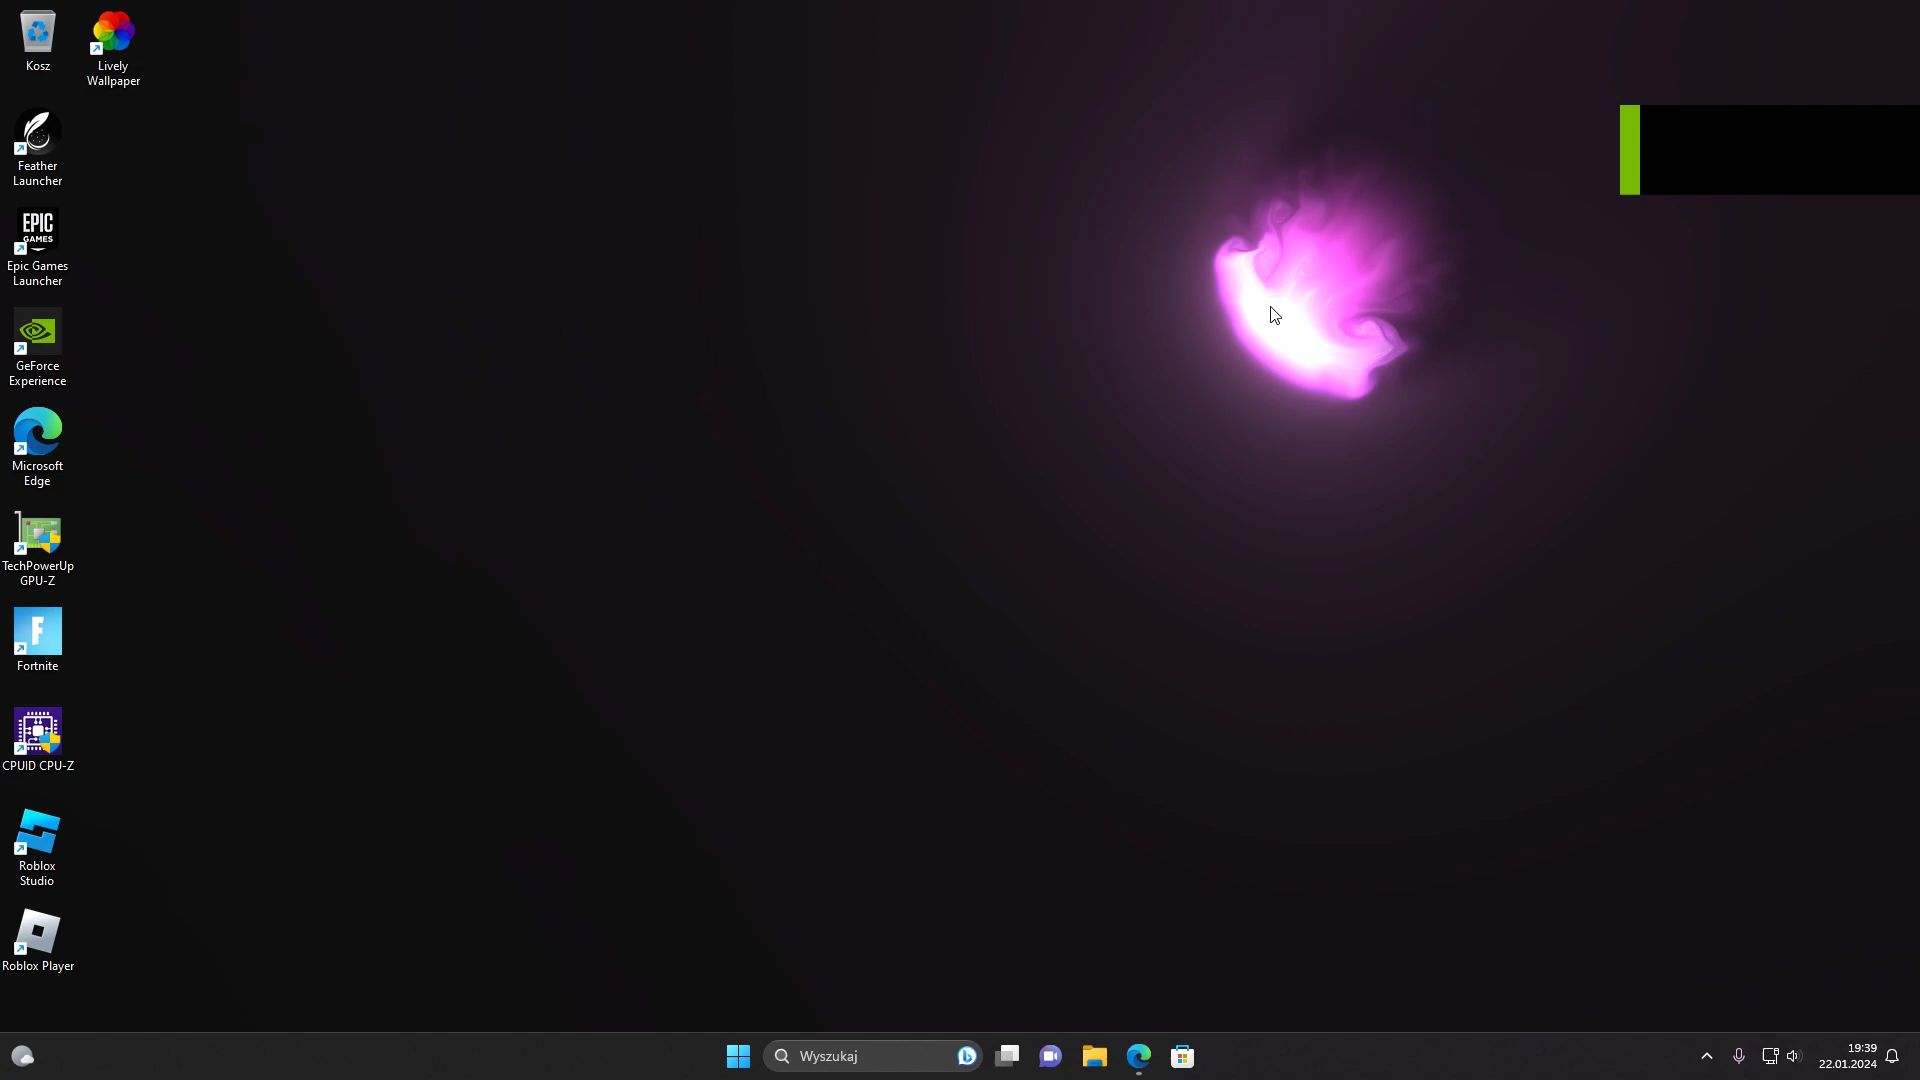 Kosz
Lively
Wallpaper
Feather
Launcher
EPIC
GAMES
Epic Games
Launcher
GeForce
Experience
Microsoft
Edge
TechPowerUp
GPU-Z
F
Fortnite
CPUID CPU-Z
Roblox
Studio
Roblox Player
Wyszukaj
19:39
22.01.2024